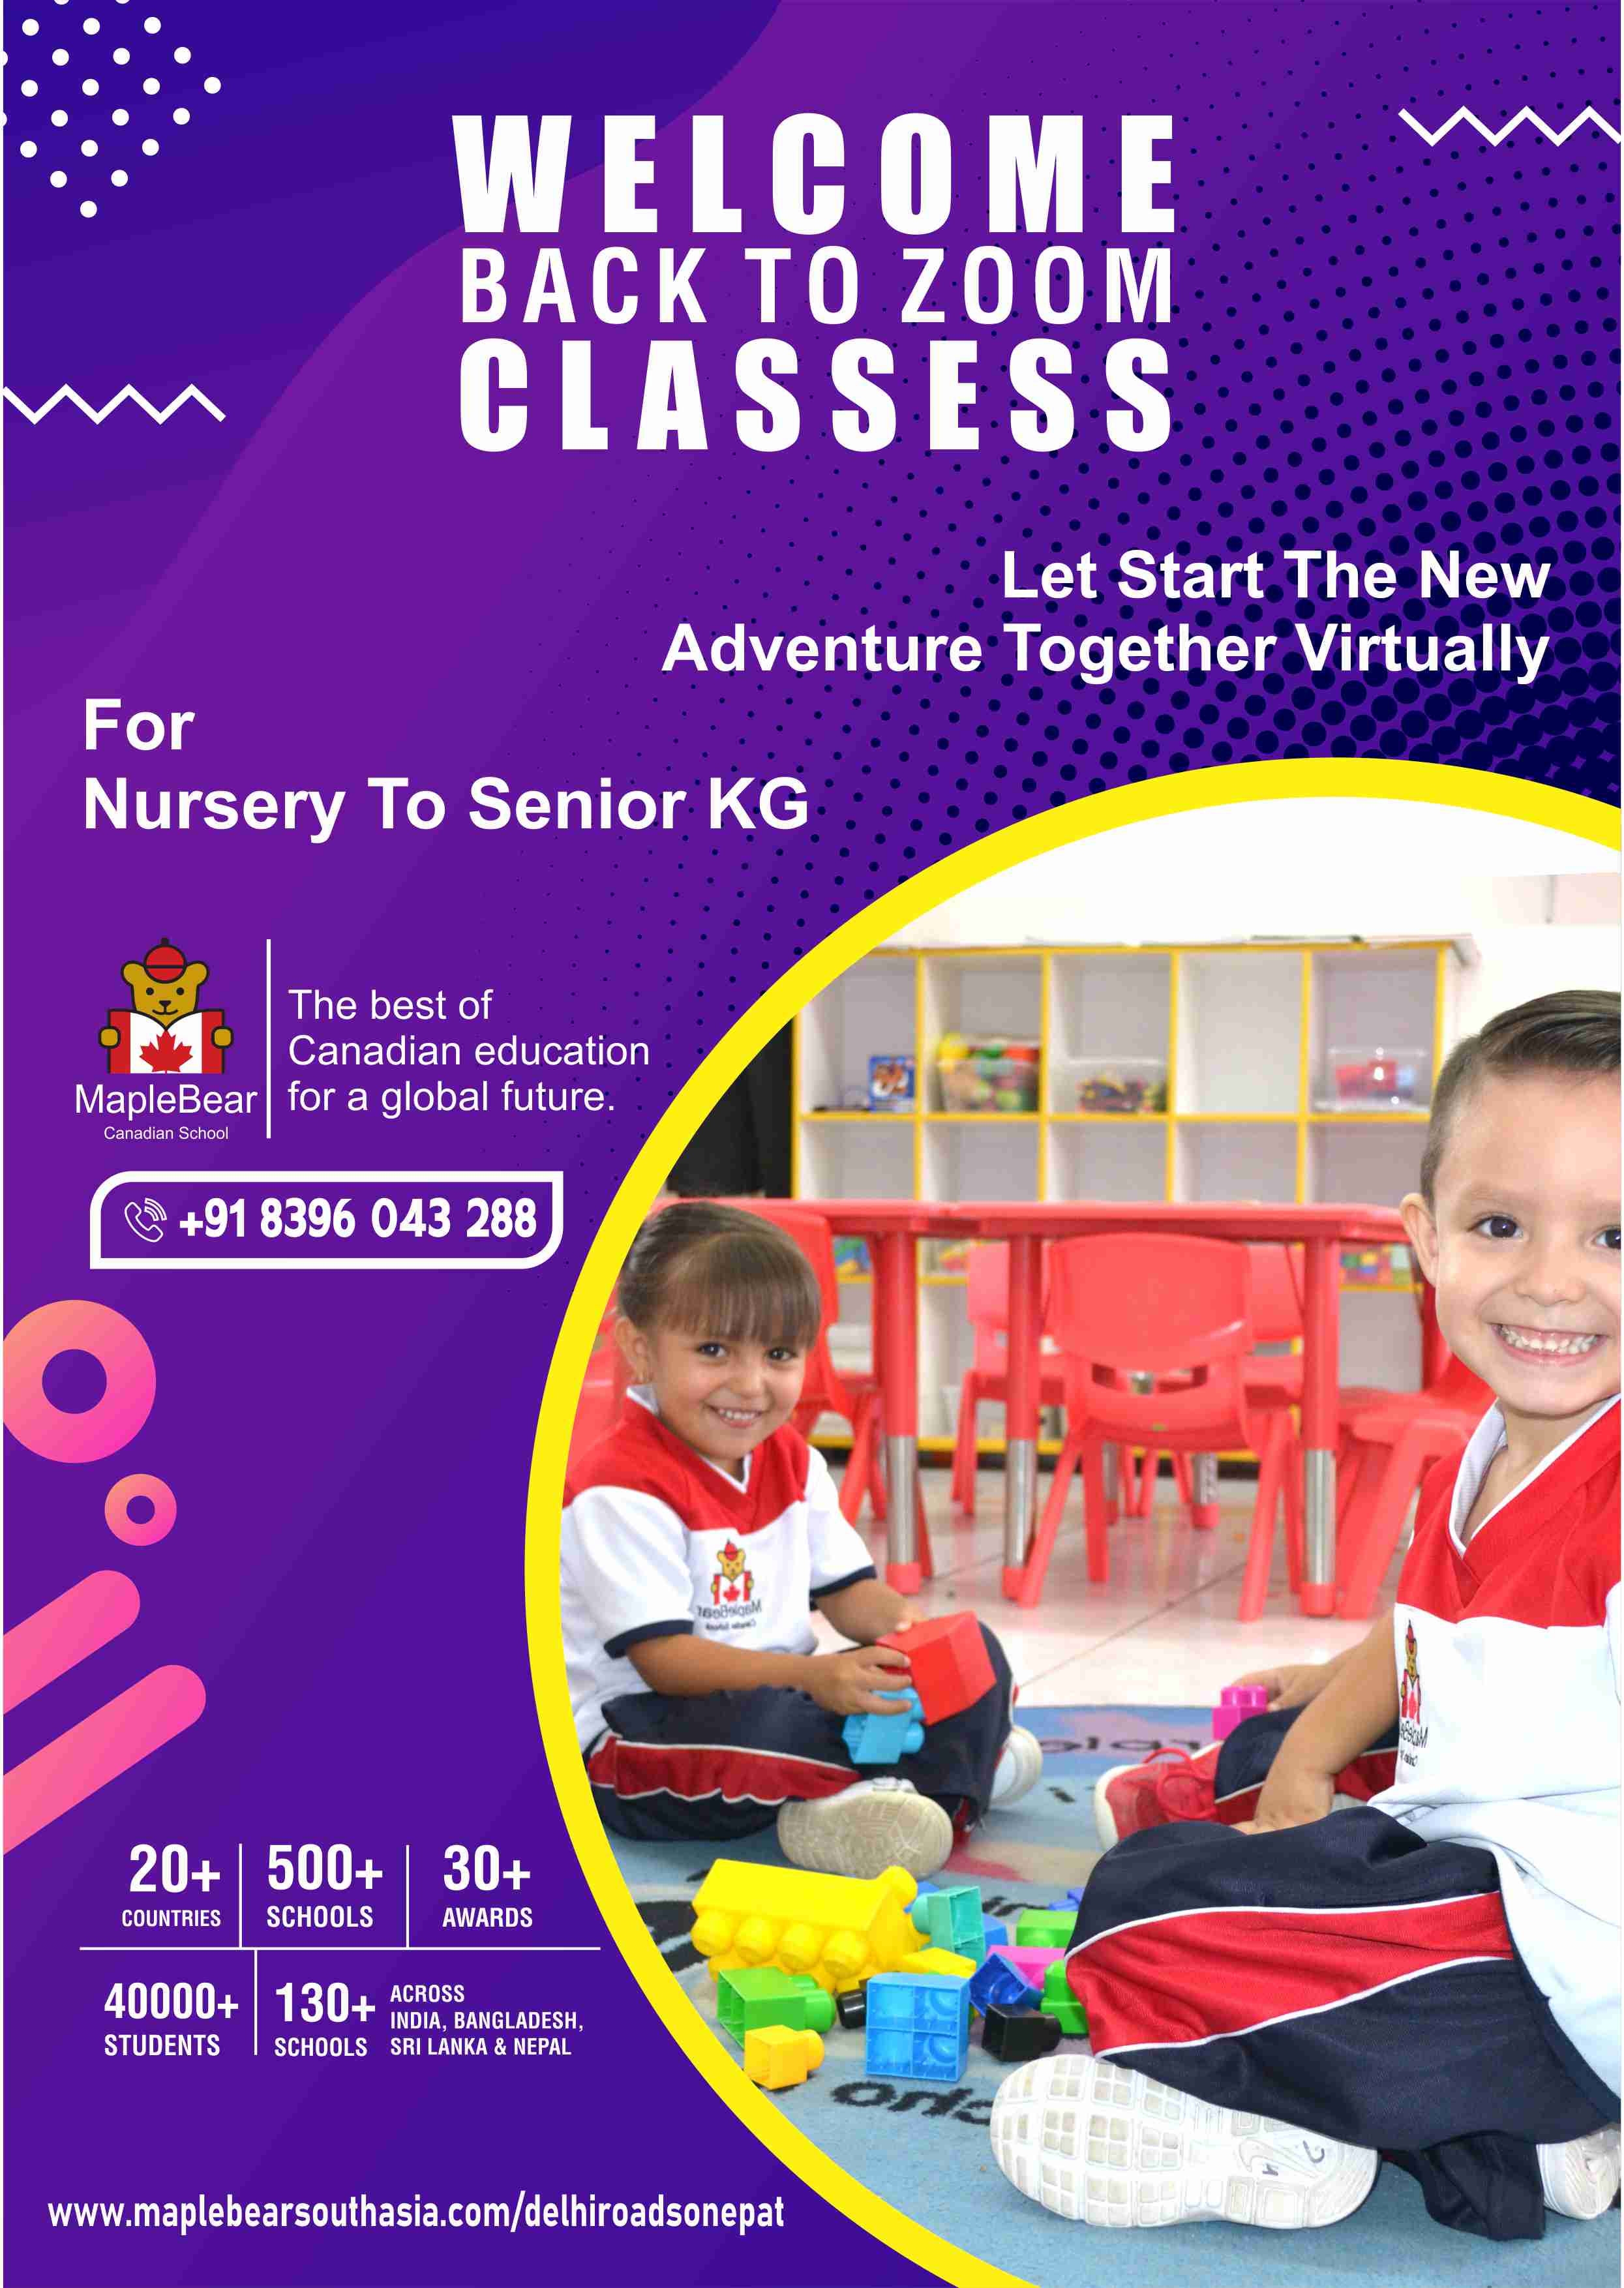 WELCOME
BACK TO ZOOM
CLASSESS
Let Start The New
Adventure Together Virtually
For
Nursery To Senior KG
MapleBear
Canadian School
The best of
Canadian education
for a global future.
+91 8396 043 288
20+
COUNTRIES
500+
SCHOOLS
30+
AWARDS
40000+
STUDENTS
130+
SCHOOLS
ACROSS
INDIA, BANGLADESH,
SRI LANKA & NEPAL
www.maplebearsouthasia.com/delhiroadsonepat
MapleBear